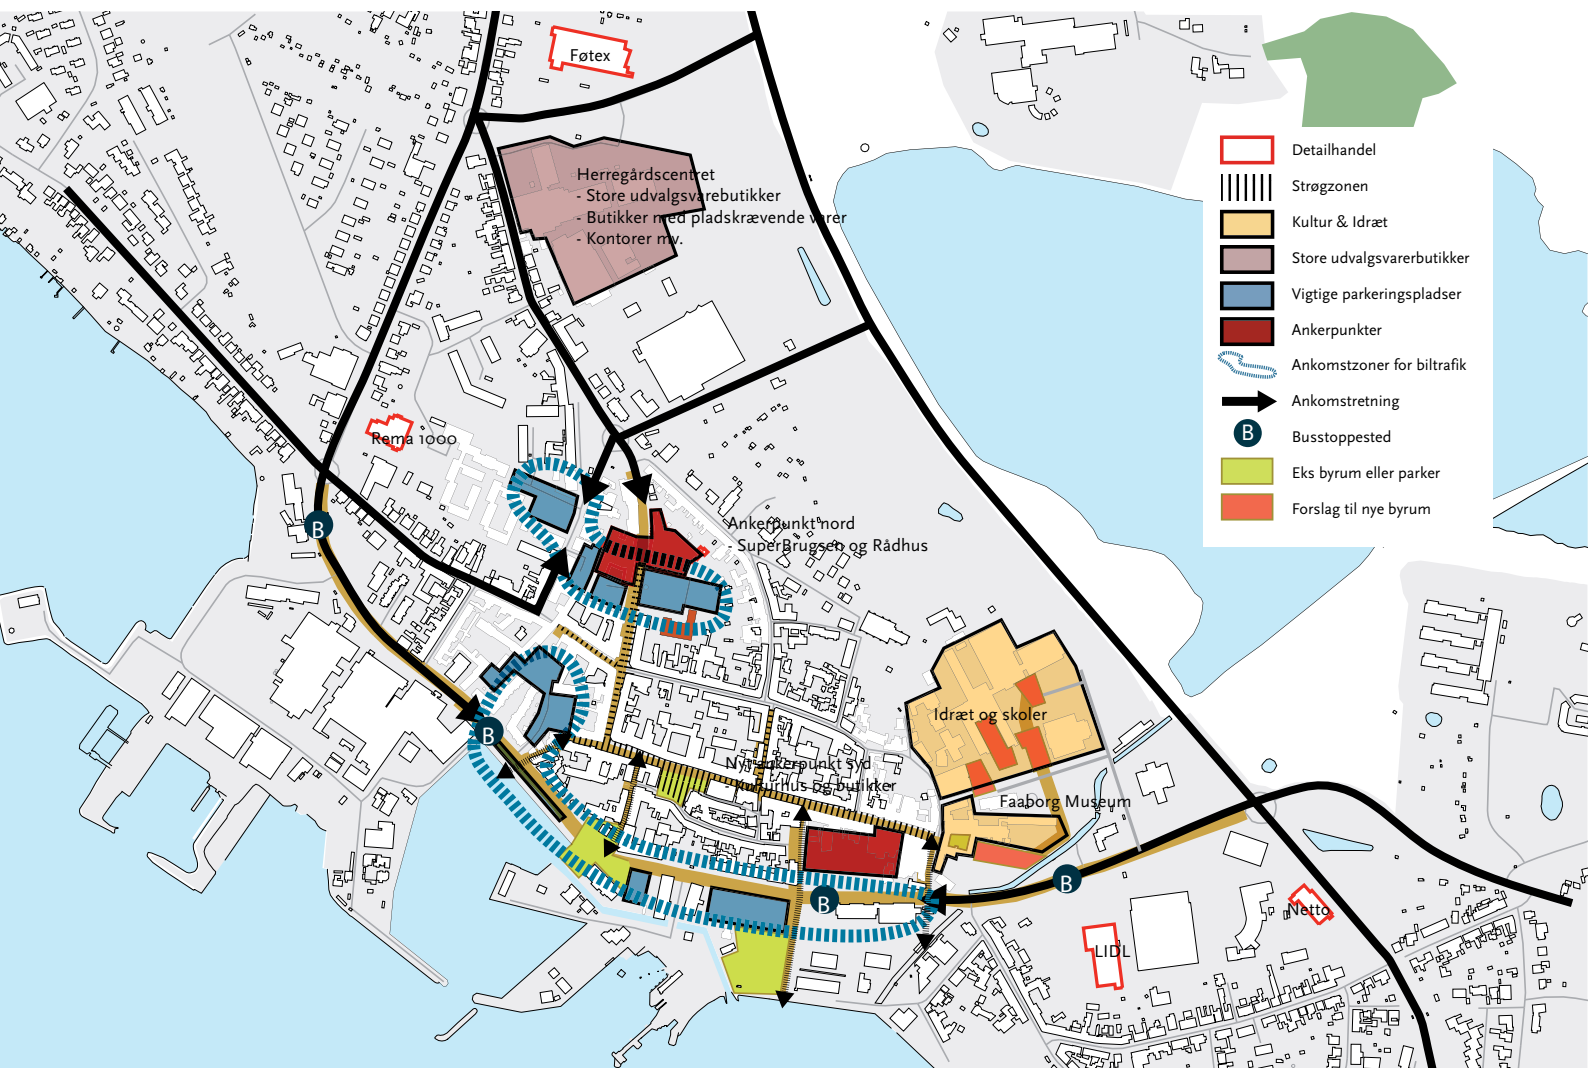 Føtex
Herregårdscentret
- Store udvalgsvarebutikker
- Butikker med pladskrævende varer
- Kontorer mv.
Detailhandel
Strøgzonen
Kultur & Idræt
Store udvalgsvarerbutikker
Vigtige parkeringspladser
Ankerpunkter
Ankomstzoner for biltrafik
Ankomstretning
B
Busstoppested
Eks byrum eller parker
Forslag til nye byrum
Rema 1000
B
Ankerpunkt nord
- SuperBrugsen og Rådhus
Idræt og skoler
B
Nyt ankerpunkt syd
- Kulturhus og butikker
Faaborg Museum
B
B
Netto
LIDL